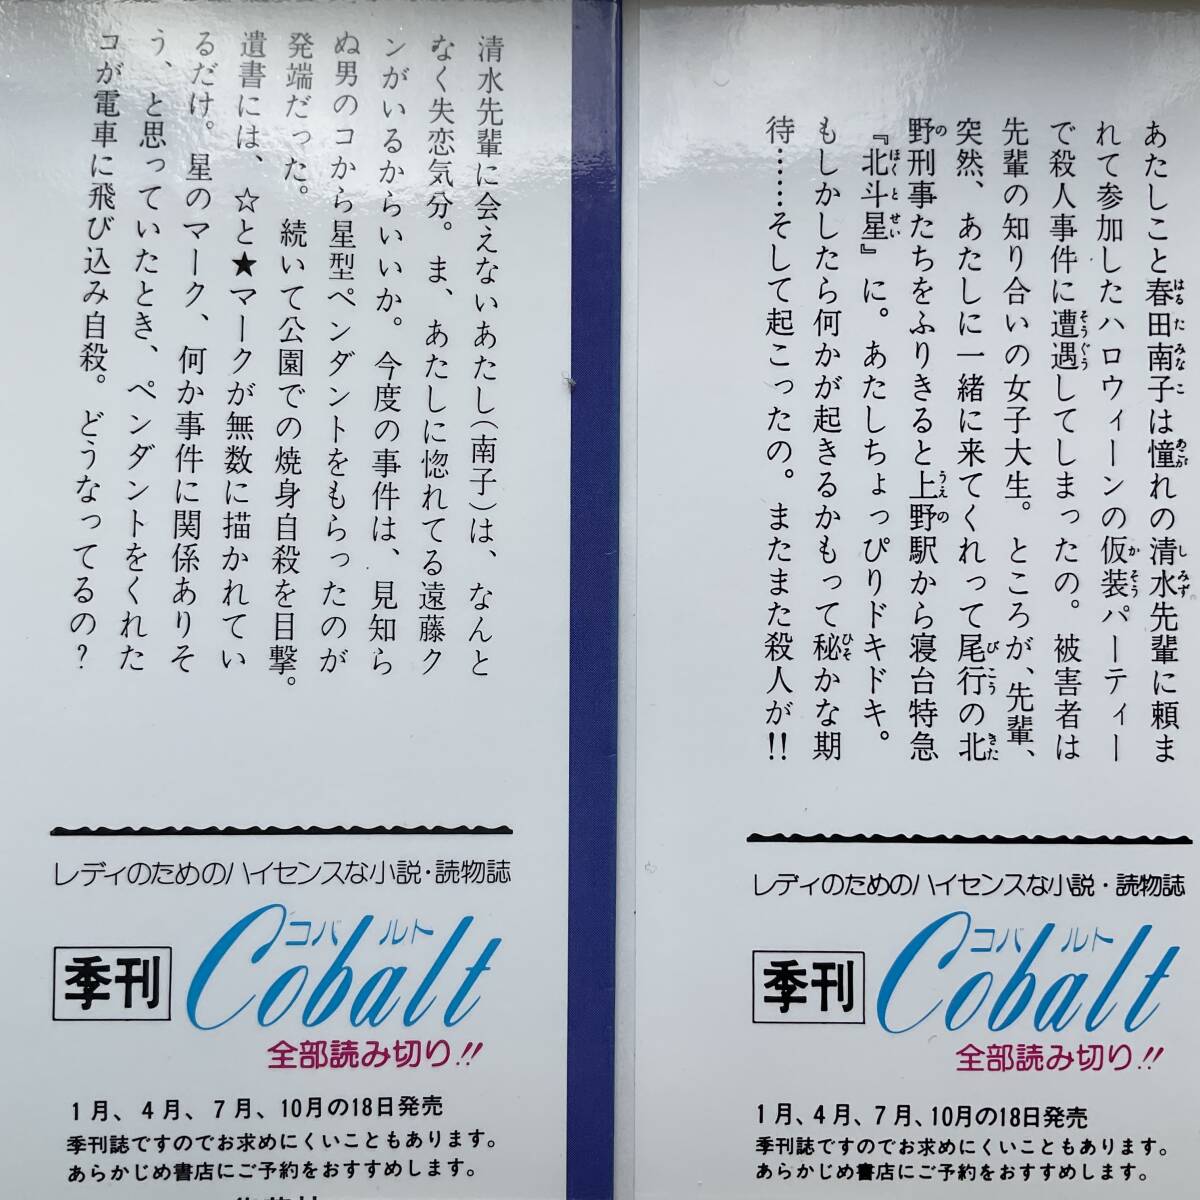 あたしこと春田南子は憧れの清水先輩に頼ま
れて参加したハロウィーンの仮装パーティー
で殺人事件に遭遇してしまったの。被害者は
先輩の知り合いの女子大生。ところが、先輩、
突然、あたしに一緒に来てくれって尾行の北
野刑事たちをふりきると上野駅から寝台特急
『北斗星』に。あたしちょっぴりドキドキ。
もしかしたら何かが起きるかもって秘かな期
待……そして起こったの。またまた殺人が!!
レディのためのハイセンスな小説・読物誌
季刊
コバルト
Cobalt
全部読み切り!!
1月、4月、7月、10月の18日発売
季刊誌ですのでお求めにくいこともあります。
あらかじめ書店にご予約をおすすめします。
清水先輩に会えないあたし(南子)は、なんと
なく失恋気分。ま、あたしに惚れてる遠藤ク
ンがいるからいいか。今度の事件は、見知ら
ぬ男のコから星型ペンダントをもらったのが
発端だった。続いて公園での焼身自殺を目撃。
遺書には、☆と★マークが無数に描かれてい
るだけ。星のマーク、何か事件に関係ありそ
う、と思っていたとき、ペンダントをくれた
コが電車に飛び込み自殺。どうなってるの?
レディのためのハイセンスな小説・読物誌
季刊
コバルト
Cobalt
全部読み切り!!
1月、4月、7月、10月の18日発売
季刊誌ですのでお求めにくいこともあります。
あらかじめ書店にご予約をおすすめします。